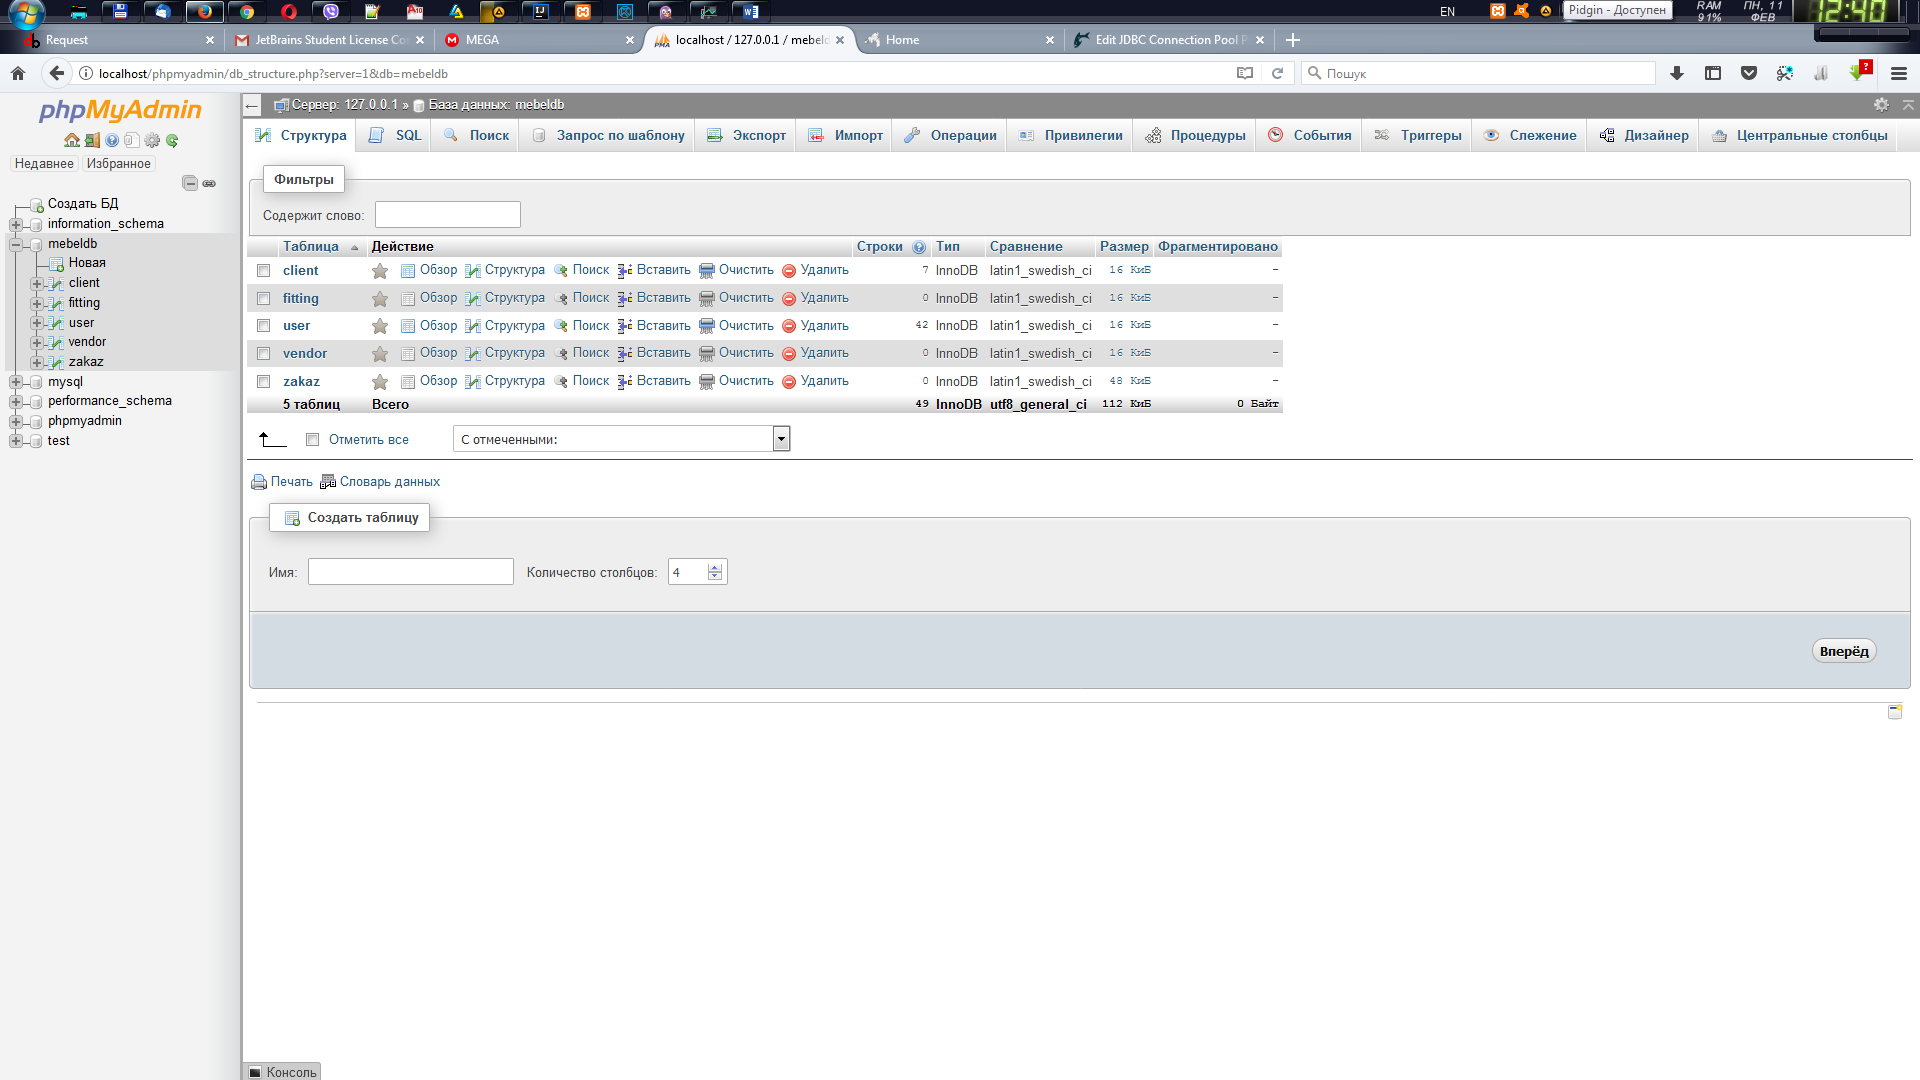 EN
Pidgin - Доступен
RAM 91%
ПН, 11 ФЕВ
12:40
Request
JetBrains Student License Co
MEGA
localhost / 127.0.0.1 / mebeld
Home
Edit JDBC Connection Pool P
localhost/phpmyadmin/db_structure.php?server=1&db=mebeldb
Пошук
phpMyAdmin
Недавнее Избранное
Создать БД
information_schema
mebeldb
Новая
client
fitting
user
vendor
zakaz
mysql
performance_schema
phpmyadmin
test
Сервер: 127.0.0.1 » База данных: mebeldb
Структура SQL Поиск Запрос по шаблону Экспорт Импорт Операции Привилегии Процедуры События Триггеры Слежение Дизайнер Центральные столбцы
Фильтры
Содержит слово:
Таблица Действие Строки Тип Сравнение Размер Фрагментировано
client Обзор Структура Поиск Вставить Очистить Удалить 7 InnoDB latin1_swedish_ci 16 КиБ -
fitting Обзор Структура Поиск Вставить Очистить Удалить 0 InnoDB latin1_swedish_ci 16 КиБ -
user Обзор Структура Поиск Вставить Очистить Удалить 42 InnoDB latin1_swedish_ci 16 КиБ -
vendor Обзор Структура Поиск Вставить Очистить Удалить 0 InnoDB latin1_swedish_ci 16 КиБ -
zakaz Обзор Структура Поиск Вставить Очистить Удалить 0 InnoDB latin1_swedish_ci 48 КиБ -
5 таблиц Всего 49 InnoDB utf8_general_ci 112 КиБ 0 Байт
Отметить все С отмеченными:
Печать Словарь данных
Создать таблицу
Имя: Количество столбцов: 4
Вперёд
Консоль